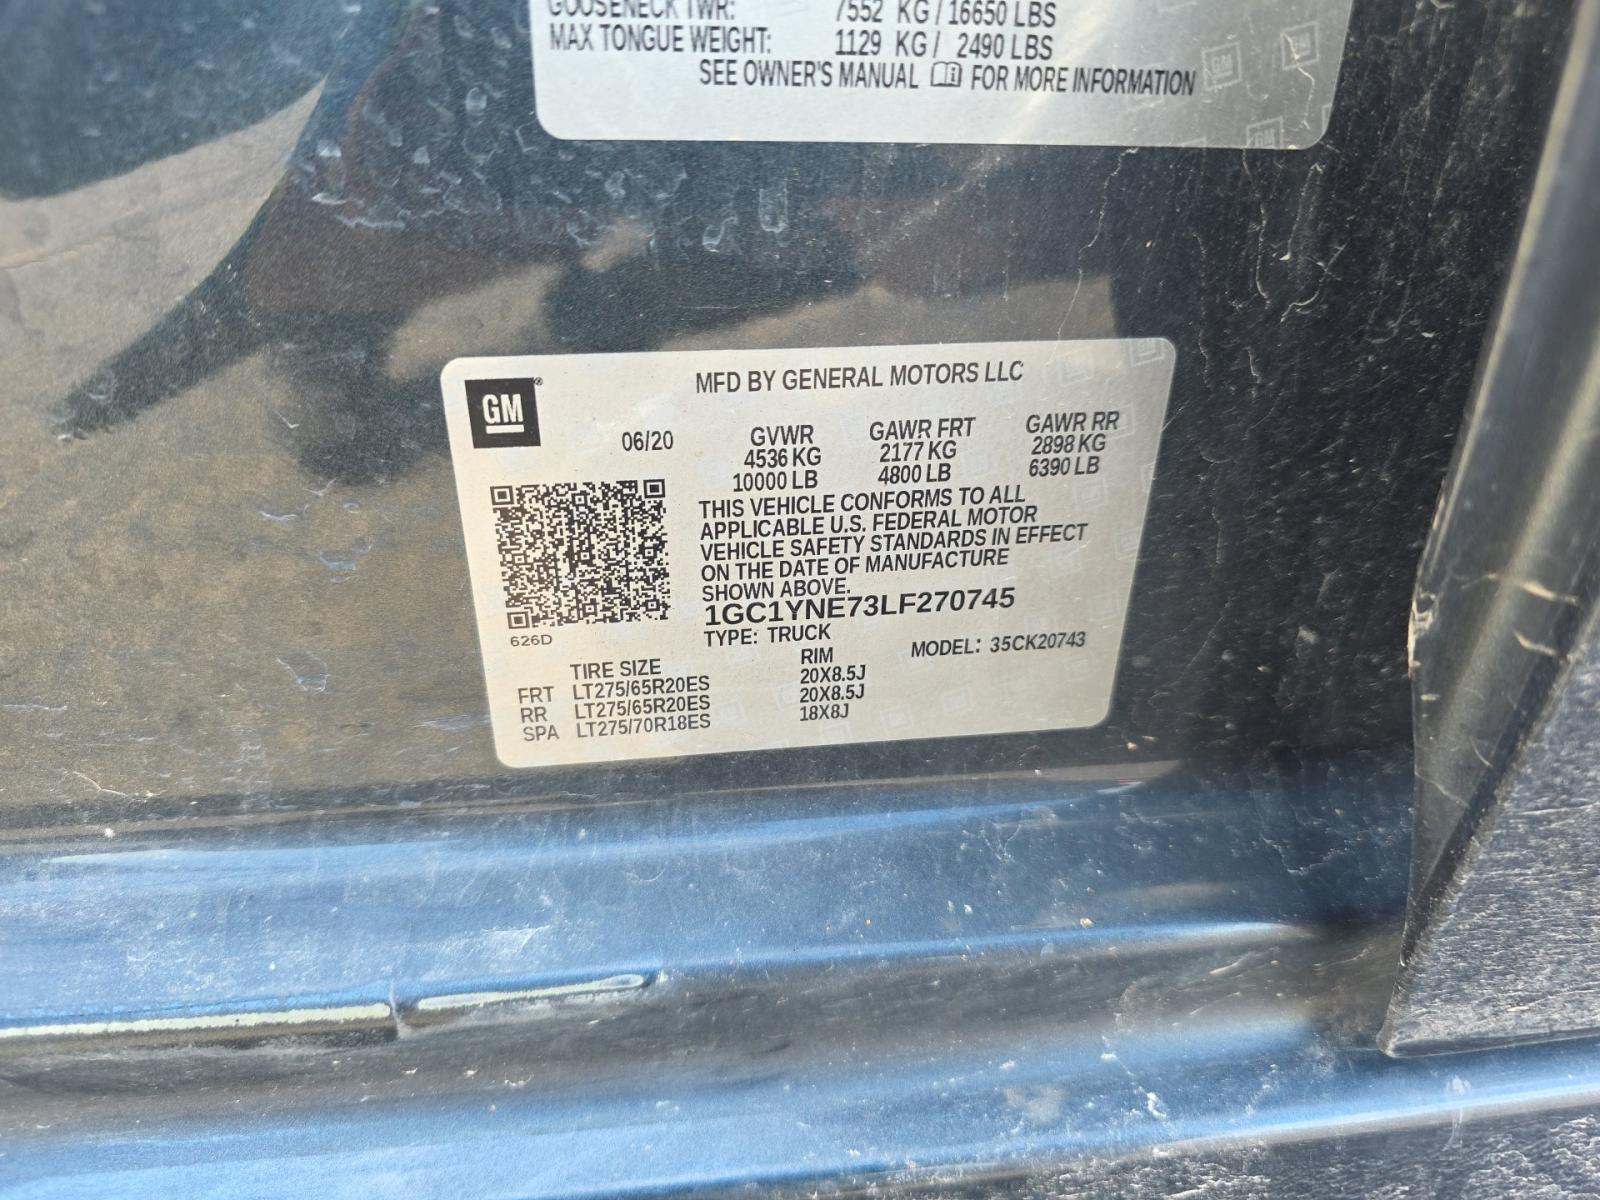 GOOSENECK TWR: 7552 KG / 16650 LBS
MAX TONGUE WEIGHT: 1129 KG / 2490 LBS
SEE OWNER'S MANUAL FOR MORE INFORMATION
GM GM
GM
GM®
MFD BY GENERAL MOTORS LLC
06/20 GVWR GAWR FRT GAWR RR
4536 KG 2177 KG 2898 KG
10000 LB 4800 LB 6390 LB
THIS VEHICLE CONFORMS TO ALL
APPLICABLE U.S. FEDERAL MOTOR
VEHICLE SAFETY STANDARDS IN EFFECT
ON THE DATE OF MANUFACTURE
SHOWN ABOVE.
1GC1YNE73LF270745
626D
TYPE: TRUCK
MODEL: 35CK20743
TIRE SIZE RIM
FRT LT275/65R20ES 20X8.5J
RR LT275/65R20ES 20X8.5J
SPA LT275/70R18ES 18X8J